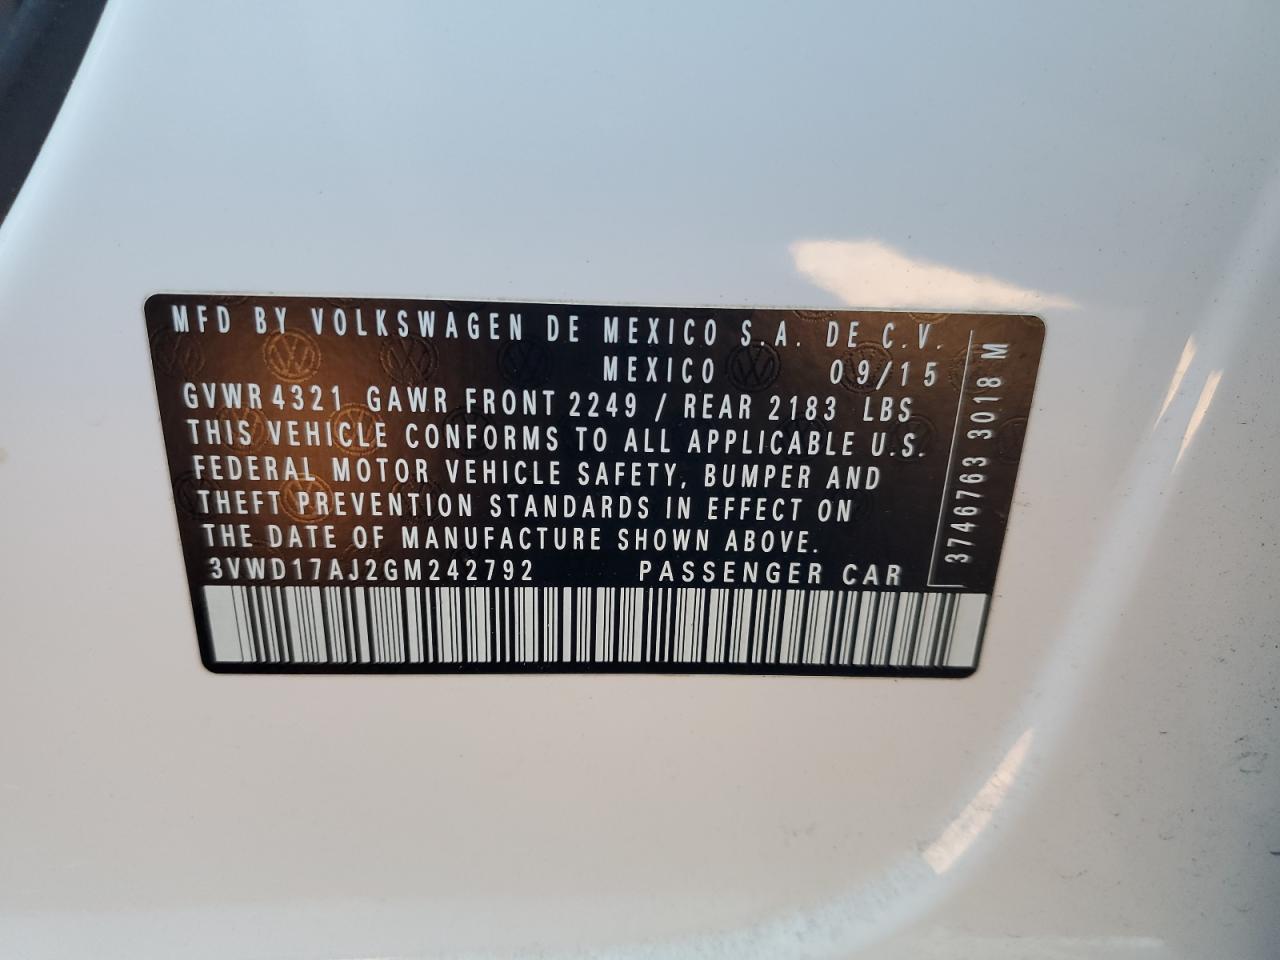 MFD BY VOLKSWAGEN DE MEXICO S.A. DE C.V.
MEXICO 09/15
GVWR 4321 GAWR FRONT 2249 / REAR 2183 LBS
THIS VEHICLE CONFORMS TO ALL APPLICABLE U.S.
FEDERAL MOTOR VEHICLE SAFETY, BUMPER AND
THEFT PREVENTION STANDARDS IN EFFECT ON
THE DATE OF MANUFACTURE SHOWN ABOVE.
3VWD17AJ2GM242792 PASSENGER CAR
3746763 3018 M